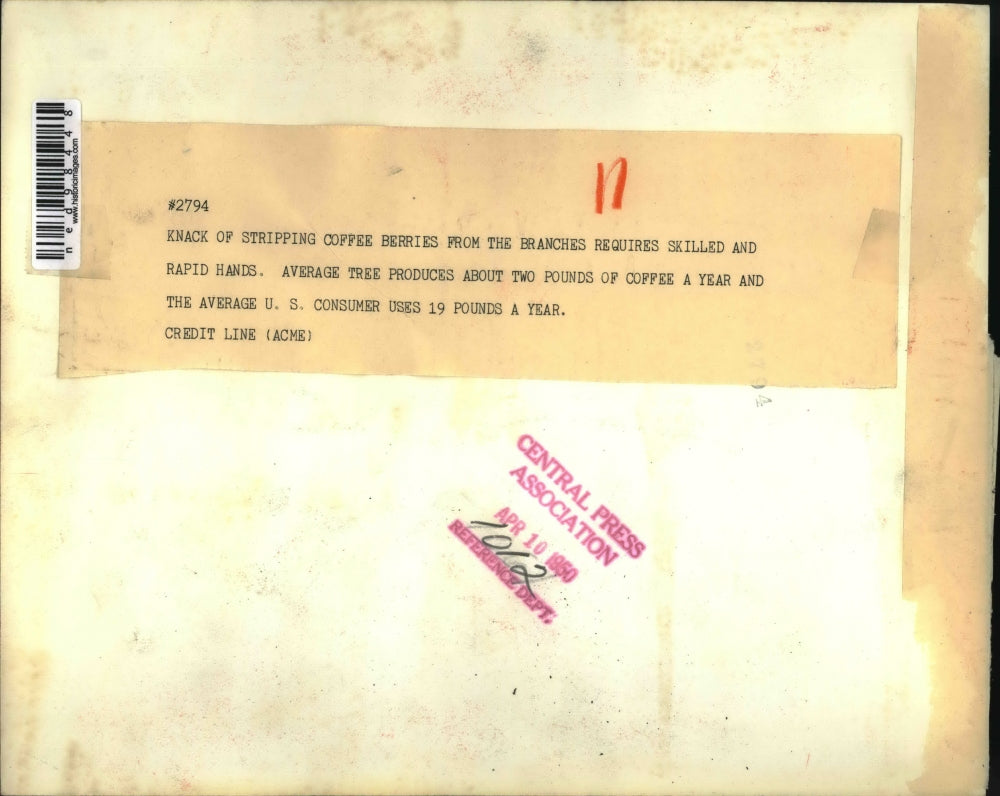 ned98448
www.historicimages.com
n
#2794
KNACK OF STRIPPING COFFEE BERRIES FROM THE BRANCHES REQUIRES SKILLED AND
RAPID HANDS. AVERAGE TREE PRODUCES ABOUT TWO POUNDS OF COFFEE A YEAR AND
THE AVERAGE U. S. CONSUMER USES 19 POUNDS A YEAR.
CREDIT LINE (ACME)
CENTRAL PRESS
ASSOCIATION
APR 10 1950
1012
REFERENCE DEPT.